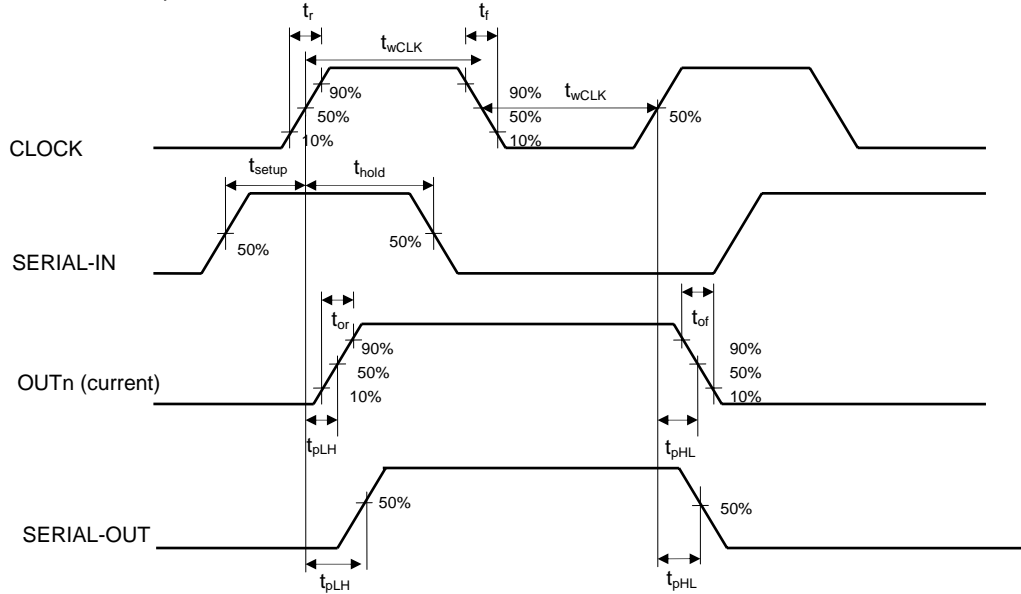 tr
tf
twCLK
90%
50%
10%
90%
50%
10%
twCLK
50%
CLOCK
tsetup
thold
50%
50%
SERIAL-IN
tor
tof
90%
50%
10%
90%
50%
10%
OUTn (current)
tpLH
tpHL
50%
50%
SERIAL-OUT
tpLH
tpHL